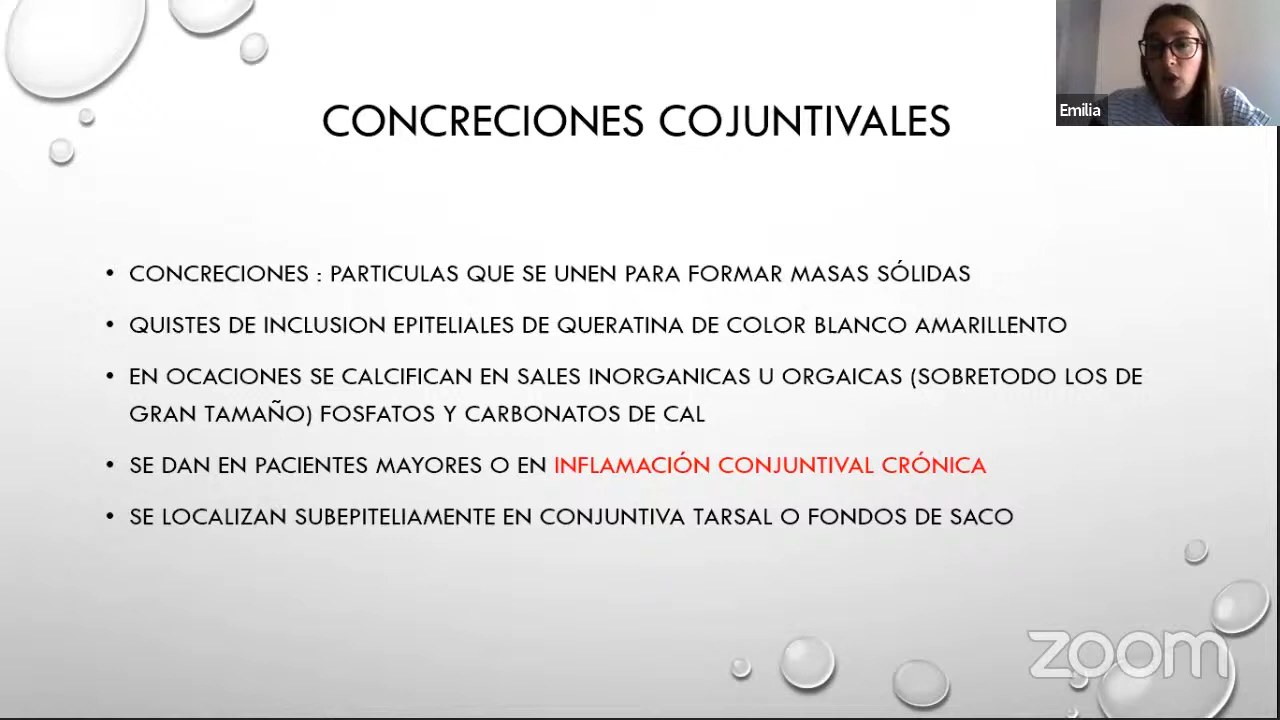 Emilia
CONCRECIONES COJUNTIVALES
• CONCRECIONES : PARTICULAS QUE SE UNEN PARA FORMAR MASAS SÓLIDAS
• QUISTES DE INCLUSION EPITELIALES DE QUERATINA DE COLOR BLANCO AMARILLENTO
• EN OCACIONES SE CALCIFICAN EN SALES INORGANICAS U ORGAICAS (SOBRETODO LOS DE
GRAN TAMAÑO) FOSFATOS Y CARBONATOS DE CAL
• SE DAN EN PACIENTES MAYORES O EN INFLAMACIÓN CONJUNTIVAL CRÓNICA
• SE LOCALIZAN SUBEPITELIAMENTE EN CONJUNTIVA TARSAL O FONDOS DE SACO
zoom